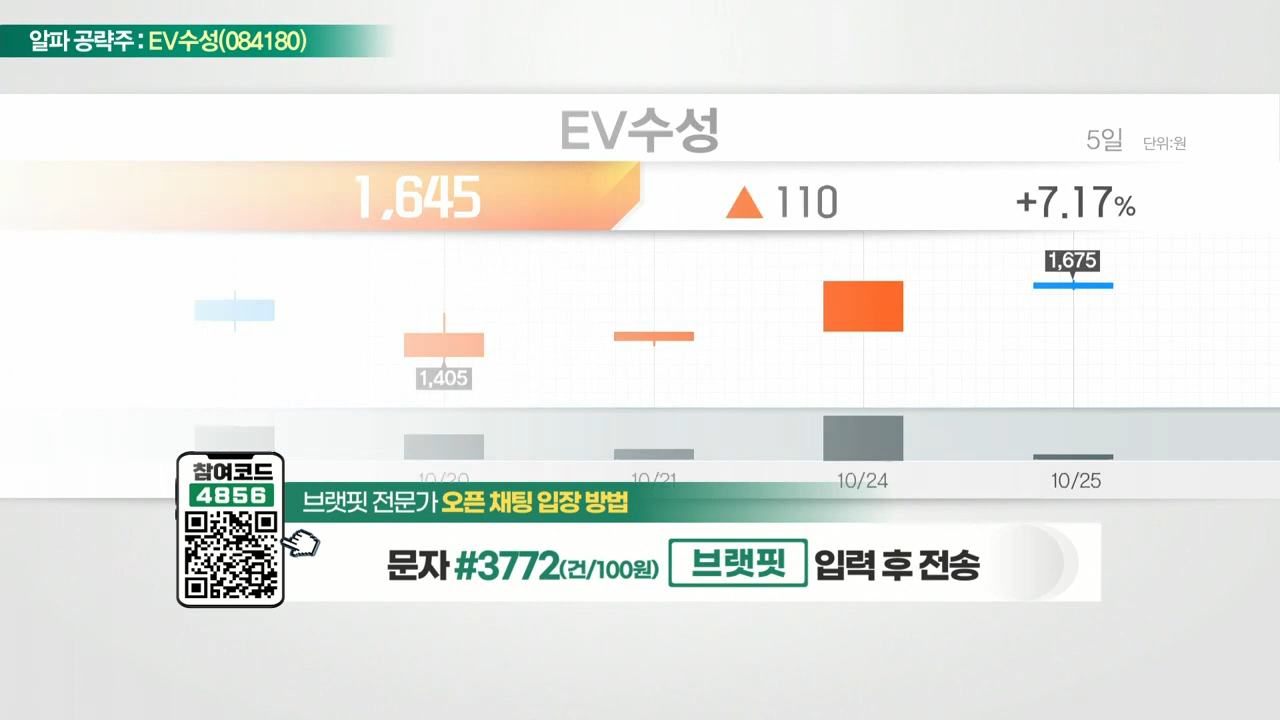 알파 공략주 : EV수성(084180)
EV수성
5일 단위:원
1,645 ▲ 110 +7.17%
1,675
1,405
10/20 10/21 10/24 10/25
참여코드
4856
브랫핏 전문가 오픈 채팅 입장 방법
문자 #3772(건/100원) 브랫핏 입력 후 전송